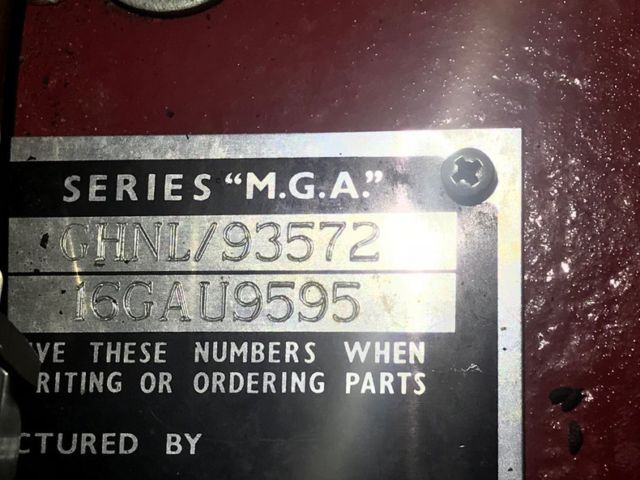 SERIES “M.G.A.”
GHNL/93572
16GAU9595
VE THESE NUMBERS WHEN
RITING OR ORDERING PARTS
CTURED BY